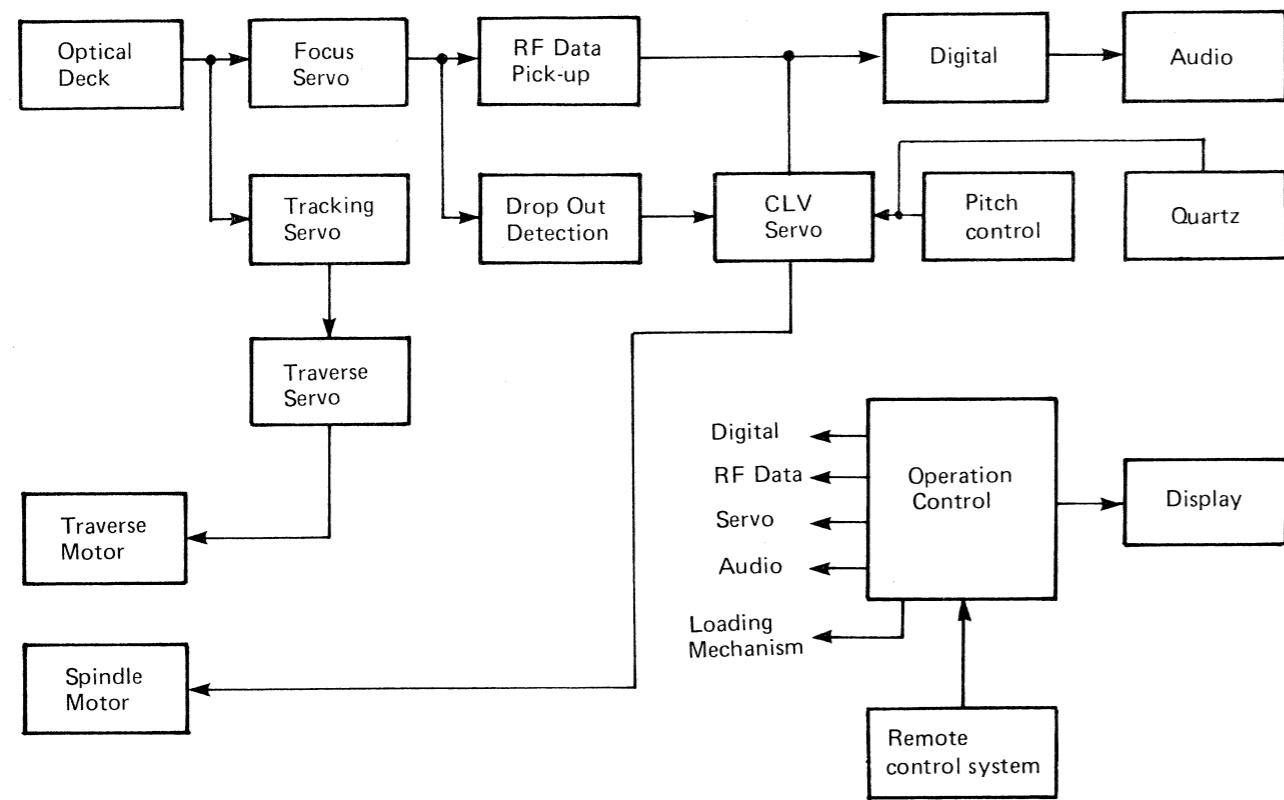 Optical
Deck
Focus
Servo
RF Data
Pick-up
Digital
Audio
Tracking
Servo
Drop Out
Detection
CLV
Servo
Pitch
control
Quartz
Traverse
Servo
Traverse
Motor
Spindle
Motor
Digital
RF Data
Servo
Audio
Loading
Mechanism
Operation
Control
Display
Remote
control system